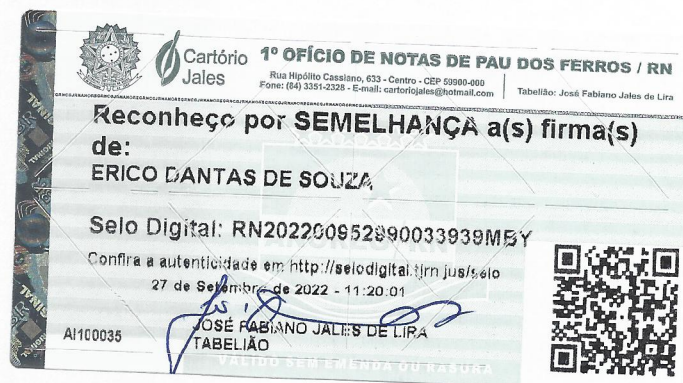 Cartório Jales
1º OFÍCIO DE NOTAS DE PAU DOS FERROS / RN
Rua Hipólito Cassiano, 633 - Centro - CEP 59900-000
Fone: (84) 3351-2328 - E-mail: cartoriojales@hotmail.com
Tabelião: José Fabiano Jales de Lira
Reconheço por SEMELHANÇA a(s) firma(s)
de:
ERICO DANTAS DE SOUZA
Selo Digital: RN202200952890033939MBY
Confira a autenticidade em http://selodigital.tjrn.jus/selo
27 de Setembro de 2022 - 11:20:01
JOSÉ FABIANO JALES DE LIRA
TABELIÃO
AI100035
VÁLIDO SEM EMENDA OU RASURA